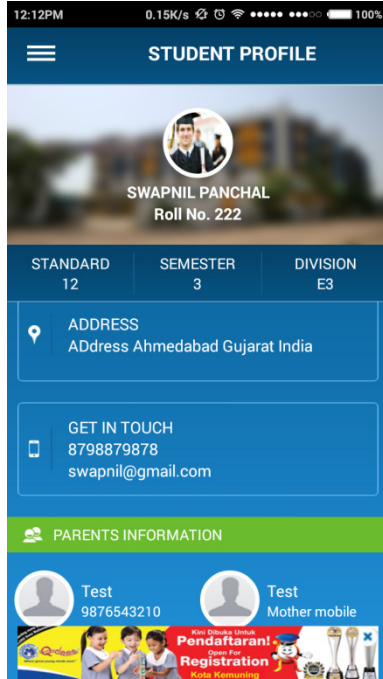 12:12PM 0.15K/s 100%
STUDENT PROFILE
SWAPNIL PANCHAL
Roll No. 222
STANDARD SEMESTER DIVISION
12 3 E3
ADDRESS
ADdress Ahmedabad Gujarat India
GET IN TOUCH
8798879878
swapnil@gmail.com
PARENTS INFORMATION
Test Test
9876543210 Mother mobile
Kini Dibuka Untuk
Pendaftaran!
Open For
Registration
Kota Kemuning